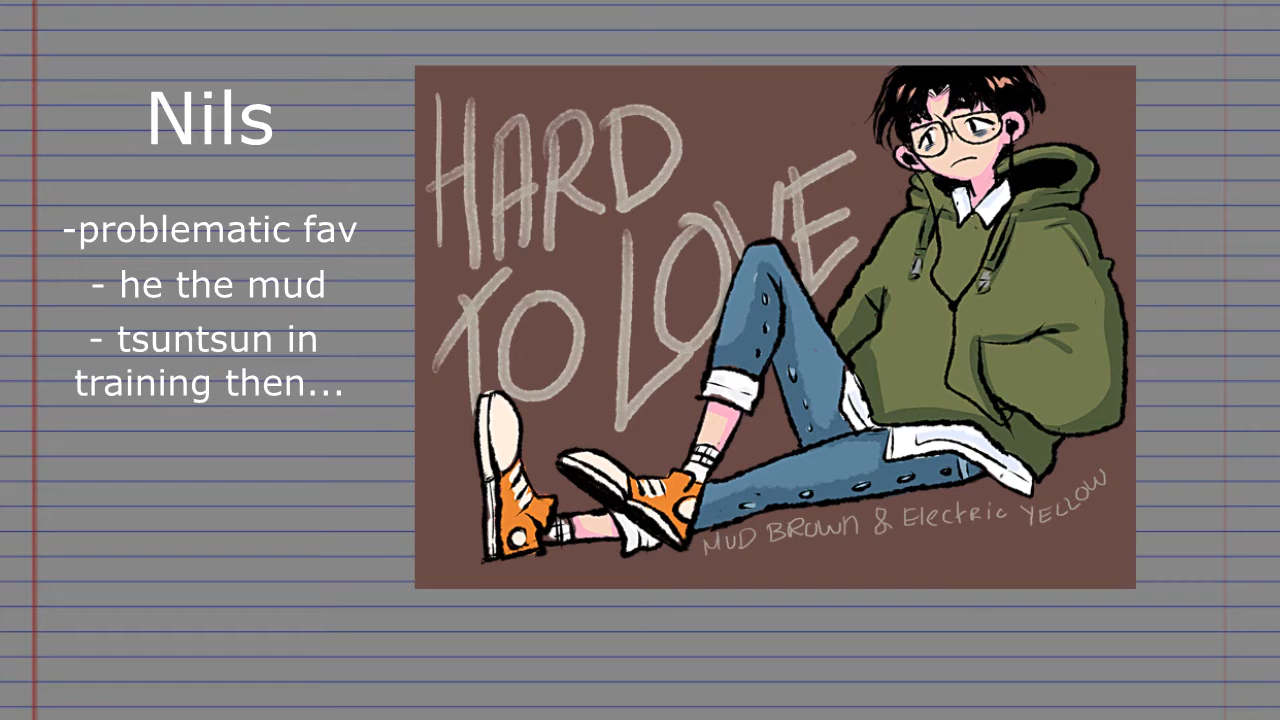 Nils
-problematic fav
- he the mud
- tsuntsun in
training then...
HARD
TO LOVE
MUD BROWN & Electric YELLOW